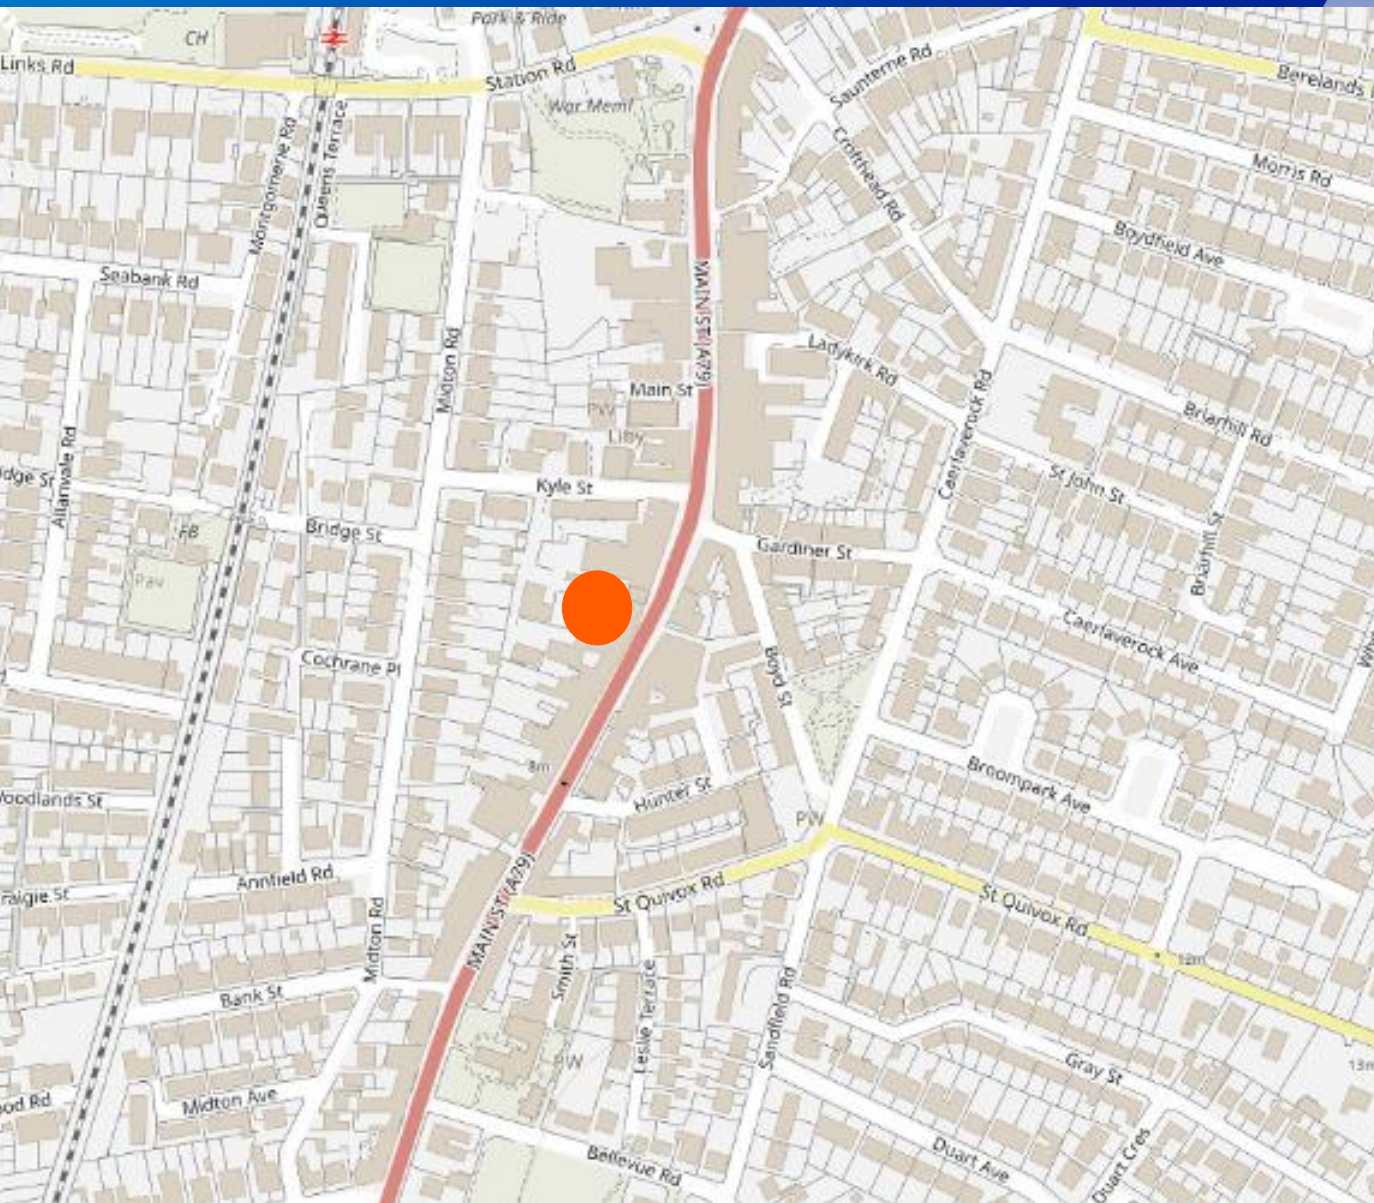 Park & Ride
CH
Links Rd
Station Rd
Saunterne Rd
Berelands
War Meml
Montgomerie Rd
Queens Terrace
Crofthead Rd
Morris Rd
Boydfield Ave
Seabank Rd
MAIN ST (A79)
Midton Rd
Ladykirk Rd
Main St
PW
Liby
Caerlaverock Rd
Briarhill Rd
Allanvale Rd
dge St
Kyle St
St John St
FB
Bridge St
Gardiner St
Briarhill St
Pav
Caerlaverock Ave
Cochrane Pl
Boyd St
8m
Broompark Ave
oodlands St
Hunter St
PW
Annfield Rd
raigie St
MAIN ST (A79)
St Quivox Rd
St Quivox Rd
Midton Rd
Smith St
12m
Bank St
Leslie Terrace
Sandfield Rd
PW
Gray St
13m
ood Rd
Midton Ave
Bellevue Rd
Duart Ave
Duart Cres